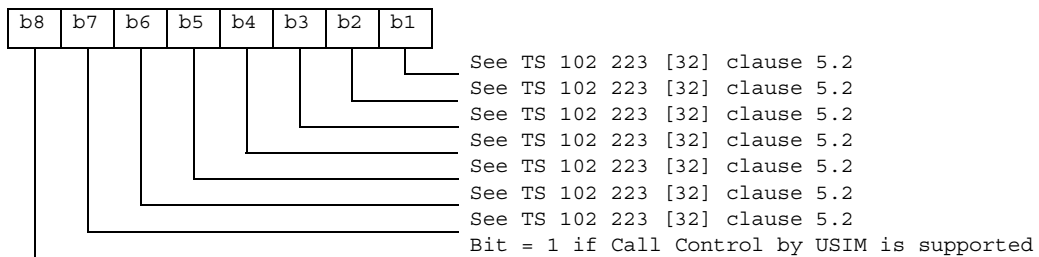 b8 b7 b6 b5 b4 b3 b2 b1
See TS 102 223 [32] clause 5.2
See TS 102 223 [32] clause 5.2
See TS 102 223 [32] clause 5.2
See TS 102 223 [32] clause 5.2
See TS 102 223 [32] clause 5.2
See TS 102 223 [32] clause 5.2
See TS 102 223 [32] clause 5.2
Bit = 1 if Call Control by USIM is supported